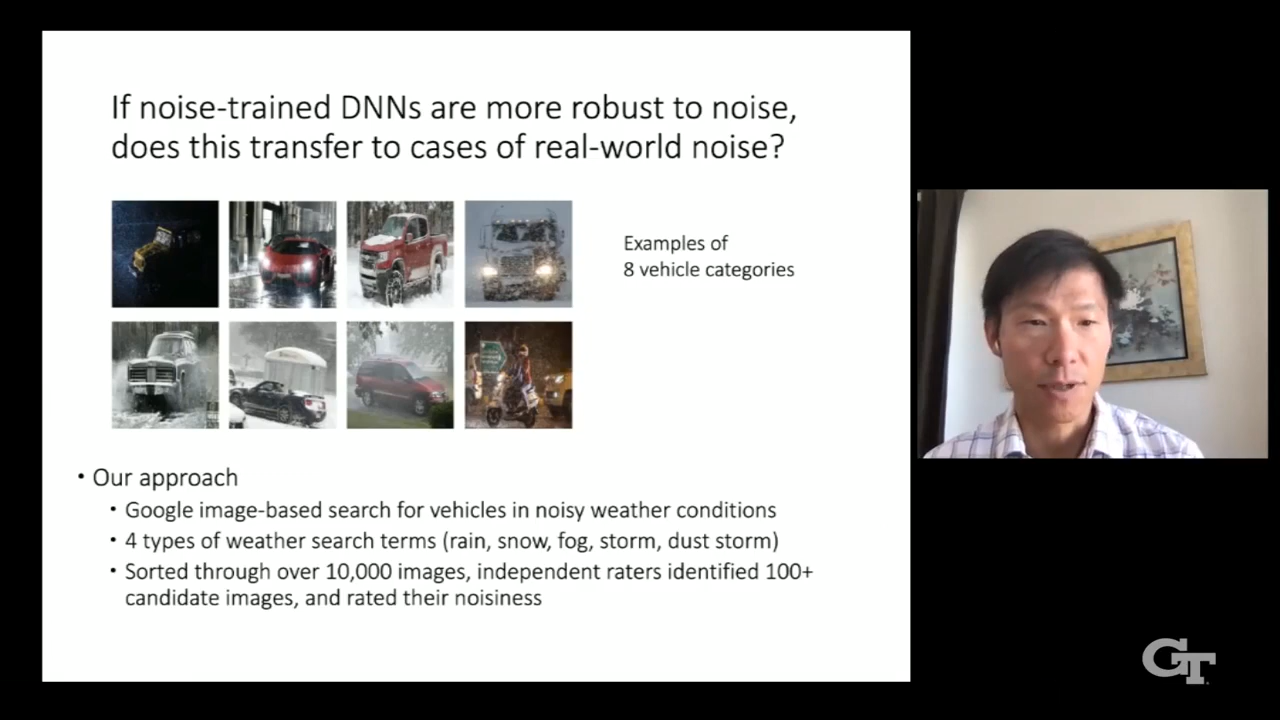 If noise-trained DNNs are more robust to noise,
does this transfer to cases of real-world noise?
Examples of
8 vehicle categories
• Our approach
• Google image-based search for vehicles in noisy weather conditions
• 4 types of weather search terms (rain, snow, fog, storm, dust storm)
• Sorted through over 10,000 images, independent raters identified 100+
candidate images, and rated their noisiness
GT